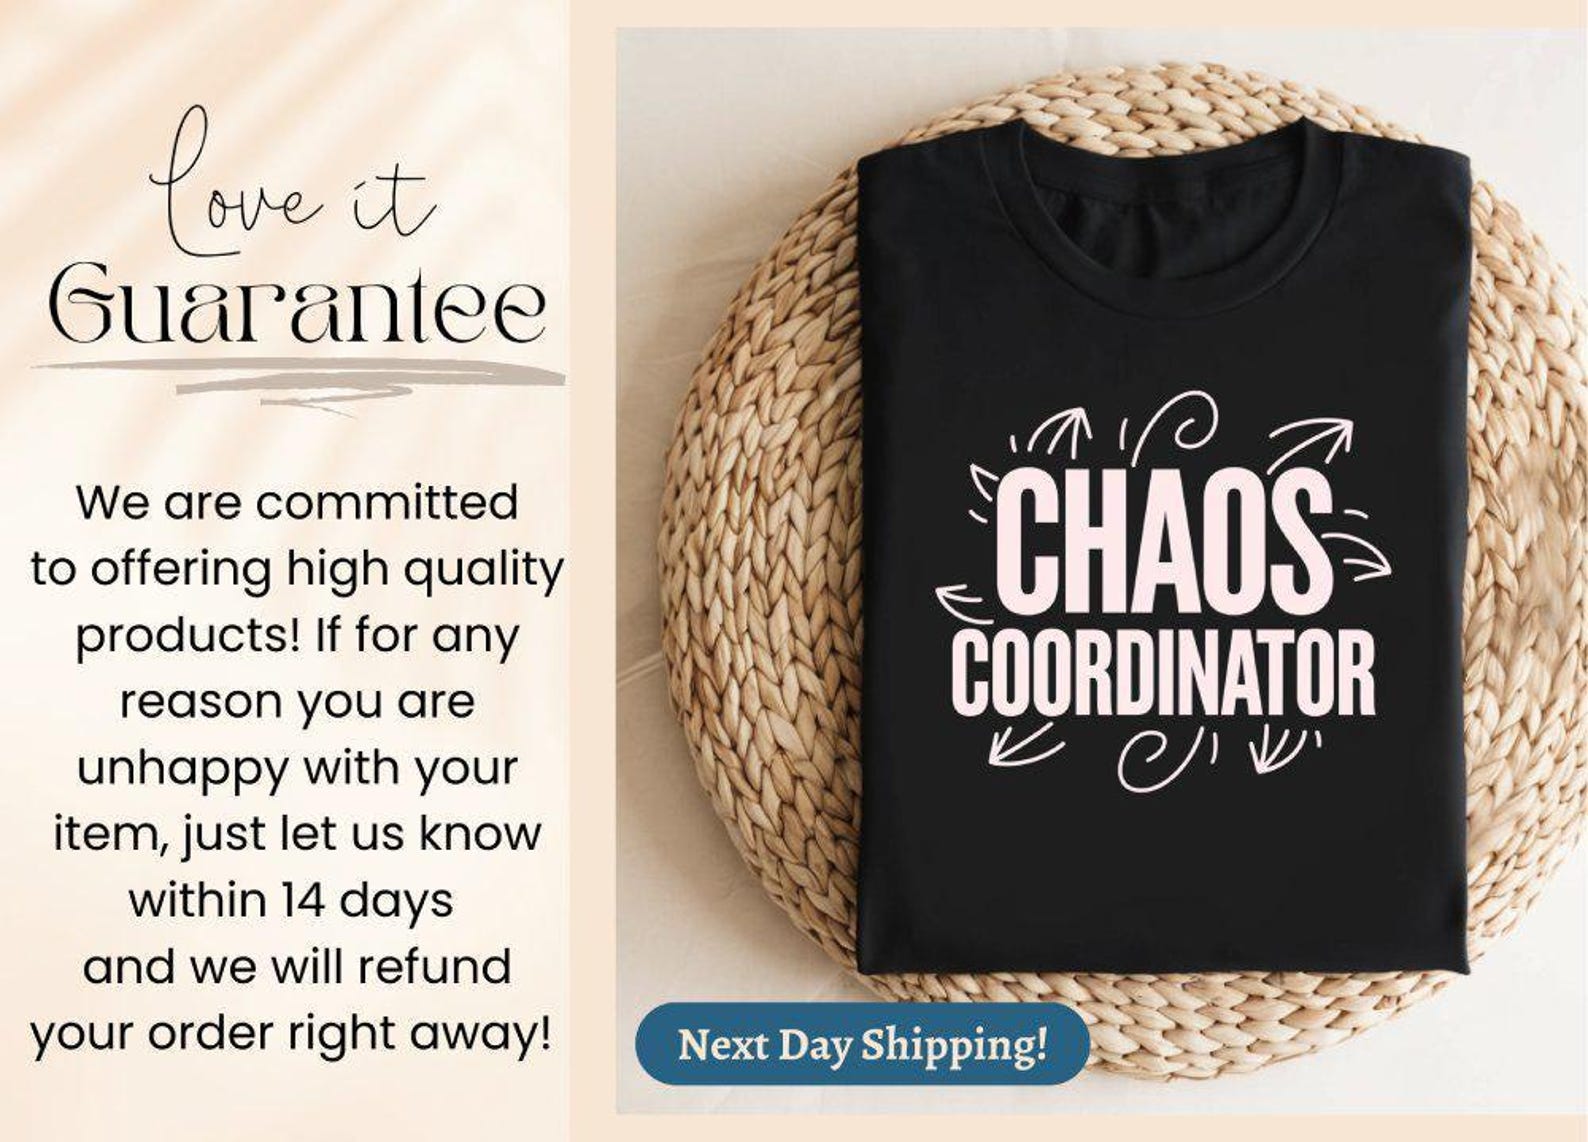 Love it
Guarantee
We are committed
to offering high quality
products! If for any
reason you are
unhappy with your
item, just let us know
within 14 days
and we will refund
your order right away!
CHAOS
COORDINATOR
Next Day Shipping!